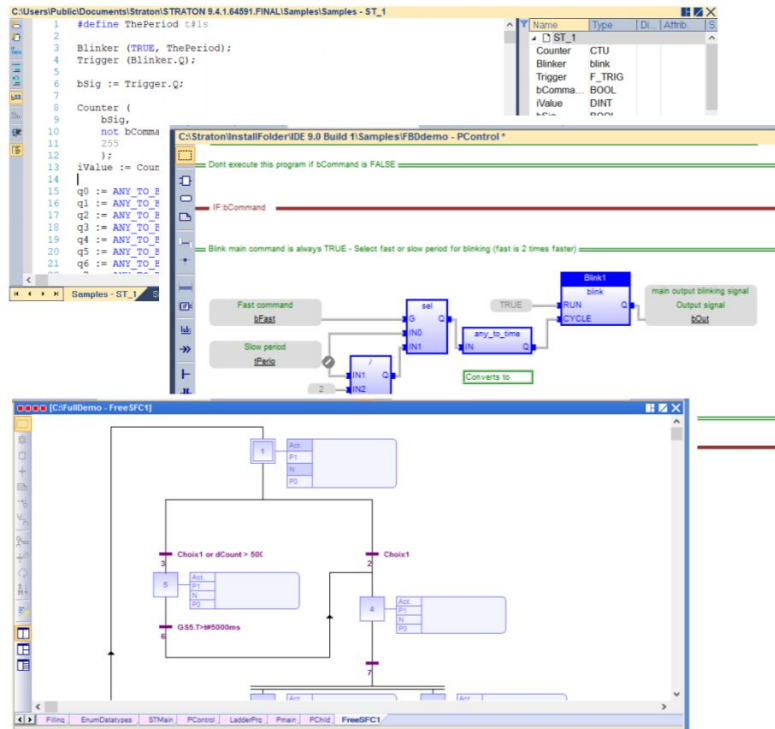 C:\Users\Public\Documents\Straton\STRATON 9.4.1.64591.FINAL\Samples\Samples - ST_1
1 #define ThePeriod t#1s
2
3 Blinker (TRUE, ThePeriod);
4 Trigger (Blinker.Q);
5
6 bSig := Trigger.Q;
7
8 Counter (
9 bSig,
10 not bComma
11 255
12 );
13 iValue := Coun
14
15 q0 := ANY_TO_B
16 q1 := ANY_TO_B
17 q2 := ANY_TO_B
18 q3 := ANY_TO_B
19 q4 := ANY_TO_B
20 q5 := ANY_TO_B
21 q6 := ANY_TO_B
Samples - ST_1
Name Type Di... Attrib. S
ST_1
Counter CTU
Blinker blink
Trigger F_TRIG
bComma... BOOL
iValue DINT
bSig BOOL
C:\Straton\InstallFolder\IDE 9.0 Build 1\Samples\FBDdemo - PControl *
Dont execute this program if bCommand is FALSE
IF:bCommand
Blink main command is always TRUE - Select fast or slow period for blinking (fast is 2 times faster)
Fast command
bFast
Slow period
tPerio
2
/
IN1 Q
IN2
sel
G Q
IN0
IN1
any_to_time
IN Q
Converts to
TRUE
Blink1
blink
RUN Q
CYCLE
main output blinking signal
Output signal
bOut
[C:\FullDemo - FreeSFC1]
1
Act.
P1
N
P0
Choix1 or dCount > 500
3
Choix1
2
5
Act.
P1
N
P0
4
Act.
P1
N
P0
GS5.T>t#5000ms
6
7
Act
Act
Filing EnumDatatypes STMain PControl LadderPrg Pmain PChild FreeSFC1